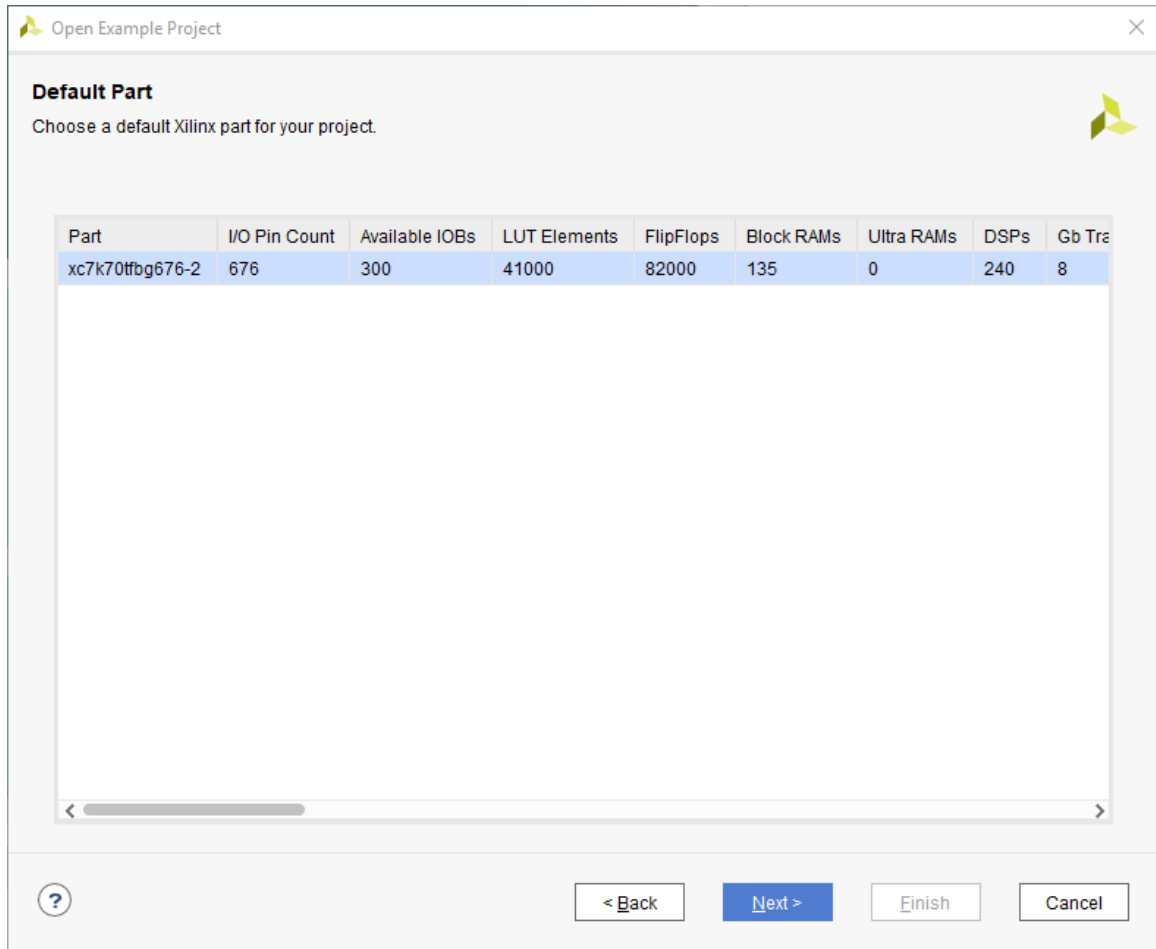 Open Example Project
Default Part
Choose a default Xilinx part for your project.
Part I/O Pin Count Available IOBs LUT Elements FlipFlops Block RAMs Ultra RAMs DSPs Gb Tra
xc7k70tfbg676-2 676 300 41000 82000 135 0 240 8
? < Back Next > Finish Cancel